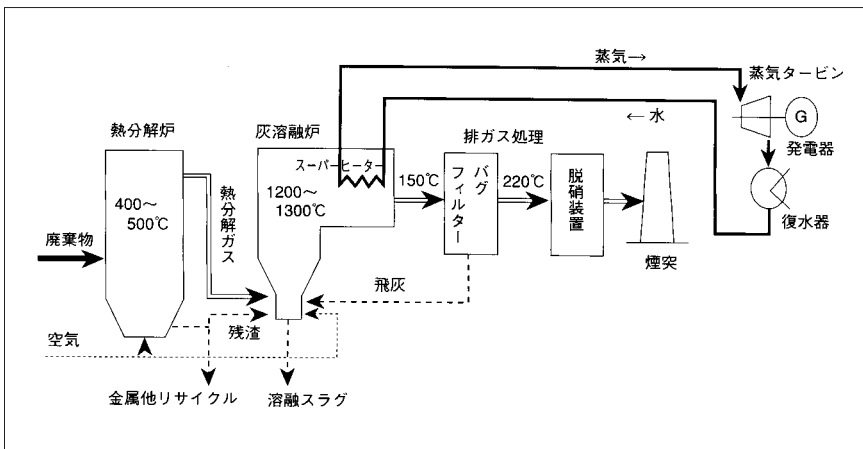 蒸気→
蒸気タービン
←水
G
発電器
復水器
熱分解炉
灰溶融炉
排ガス処理
スーパーヒーター
400～
500℃
熱分解ガス
1200～
1300℃
150℃
バグ
フィルター
220℃
脱硝装置
煙突
廃棄物
飛灰
空気
残渣
金属他リサイクル
溶融スラグ